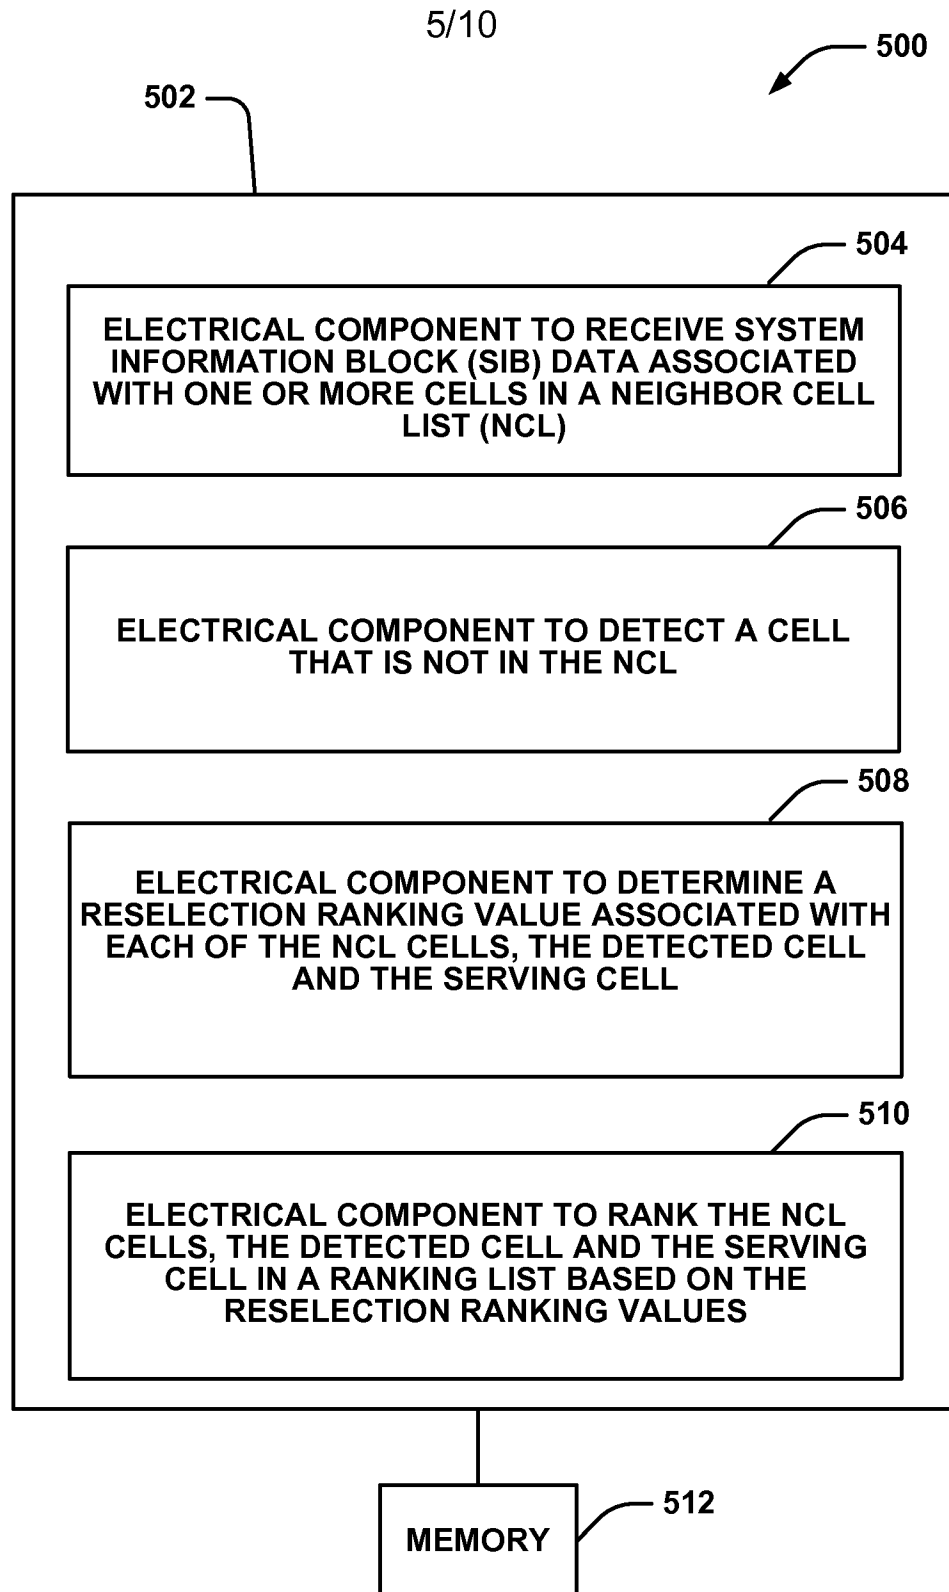 5/10
500
502
504
ELECTRICAL COMPONENT TO RECEIVE SYSTEM
INFORMATION BLOCK (SIB) DATA ASSOCIATED
WITH ONE OR MORE CELLS IN A NEIGHBOR CELL
LIST (NCL)
506
ELECTRICAL COMPONENT TO DETECT A CELL
THAT IS NOT IN THE NCL
508
ELECTRICAL COMPONENT TO DETERMINE A
RESELECTION RANKING VALUE ASSOCIATED WITH
EACH OF THE NCL CELLS, THE DETECTED CELL
AND THE SERVING CELL
510
ELECTRICAL COMPONENT TO RANK THE NCL
CELLS, THE DETECTED CELL AND THE SERVING
CELL IN A RANKING LIST BASED ON THE
RESELECTION RANKING VALUES
512
MEMORY